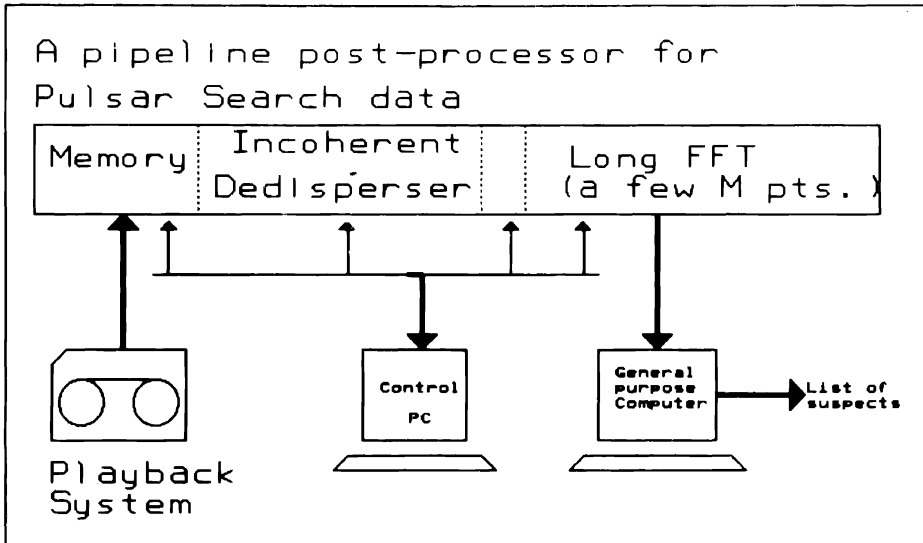 A pipeline post-processor for
Pulsar Search data
Memory
Incoherent
Dedisperser
Long FFT
(a few M pts. )
Control
PC
General
purpose
Computer
List of
suspects
Playback
System